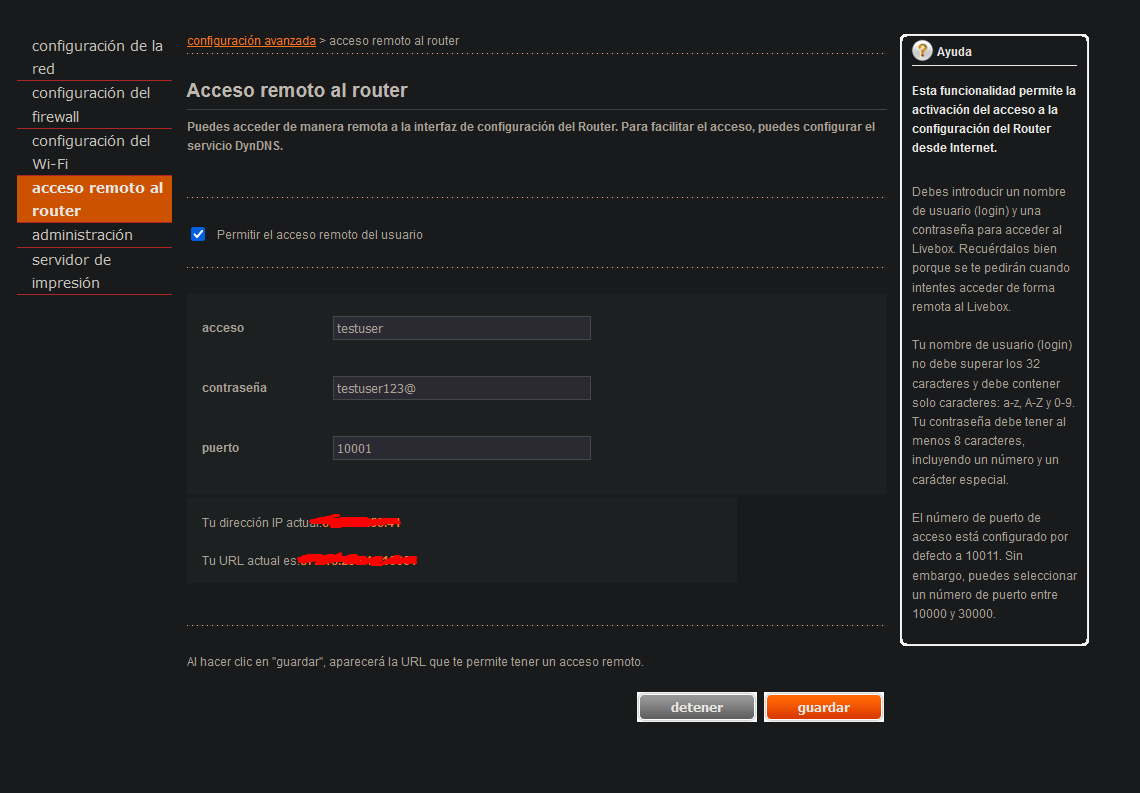 configuración de la
red
configuración del
firewall
configuración del
Wi-Fi
acceso remoto al
router
administración
servidor de
impresión
configuración avanzada > acceso remoto al router
Acceso remoto al router
Puedes acceder de manera remota a la interfaz de configuración del Router. Para facilitar el acceso, puedes configurar el
servicio DynDNS.
Permitir el acceso remoto del usuario
acceso testuser
contraseña testuser123@
puerto 10001
Tu dirección IP actual:
Tu URL actual es:
Al hacer clic en "guardar", aparecerá la URL que te permite tener un acceso remoto.
detener guardar
Ayuda
Esta funcionalidad permite la
activación del acceso a la
configuración del Router
desde Internet.
Debes introducir un nombre
de usuario (login) y una
contraseña para acceder al
Livebox. Recuérdalos bien
porque se te pedirán cuando
intentes acceder de forma
remota al Livebox.
Tu nombre de usuario (login)
no debe superar los 32
caracteres y debe contener
solo caracteres: a-z, A-Z y 0-9.
Tu contraseña debe tener al
menos 8 caracteres,
incluyendo un número y un
carácter especial.
El número de puerto de
acceso está configurado por
defecto a 10011. Sin
embargo, puedes seleccionar
un número de puerto entre
10000 y 30000.